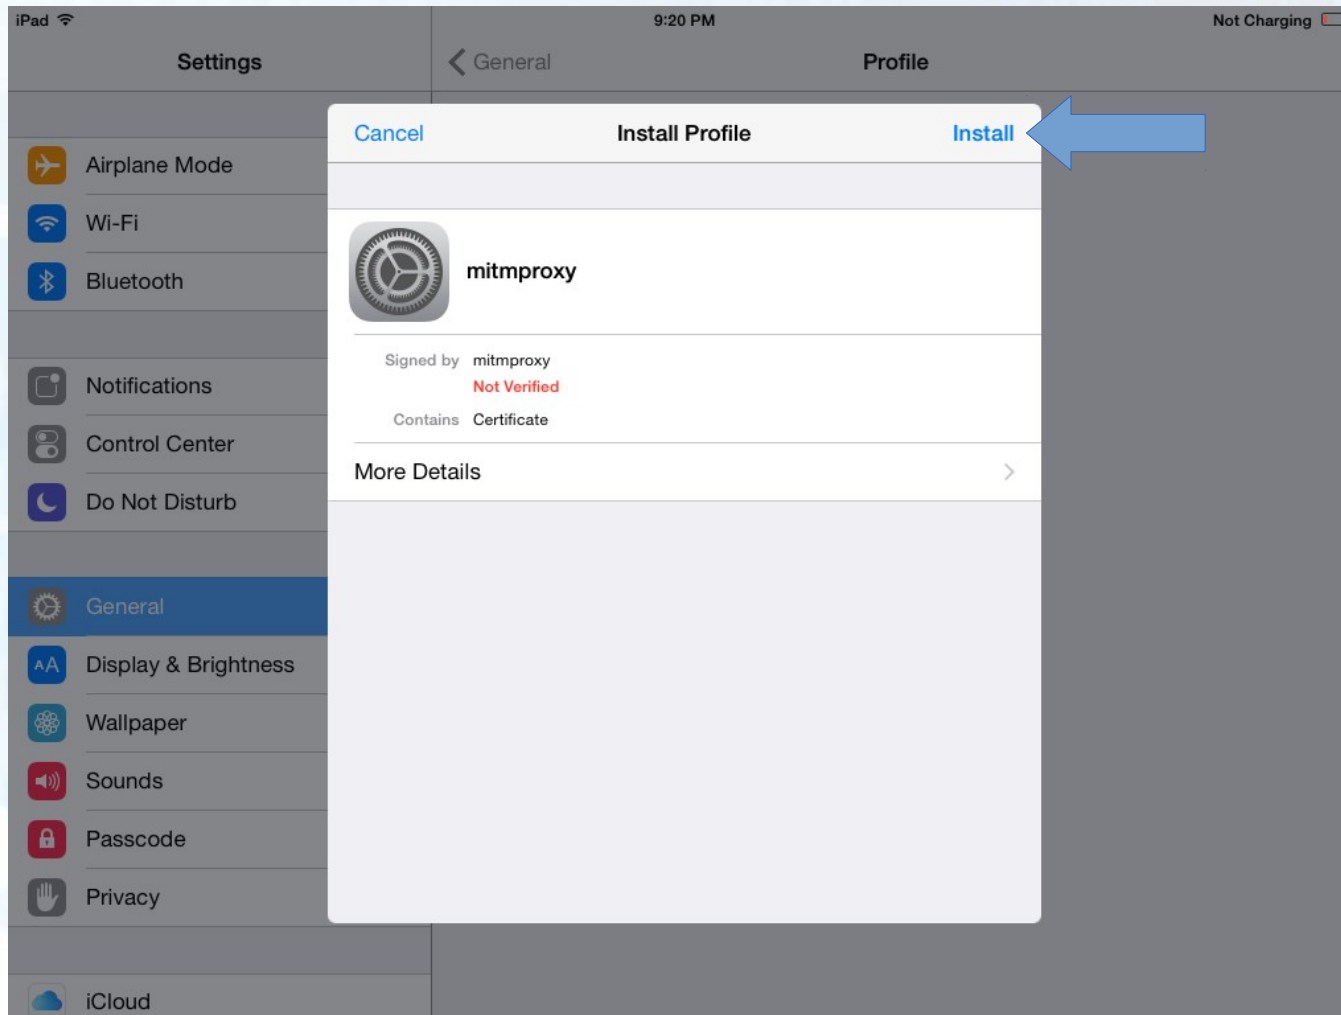 iPad 9:20 PM Not Charging
Settings General Profile
Cancel Install Profile Install
Airplane Mode
Wi-Fi
Bluetooth
mitmproxy
Signed by mitmproxy
Not Verified
Contains Certificate
More Details
Notifications
Control Center
Do Not Disturb
General
AA Display & Brightness
Wallpaper
Sounds
Passcode
Privacy
iCloud